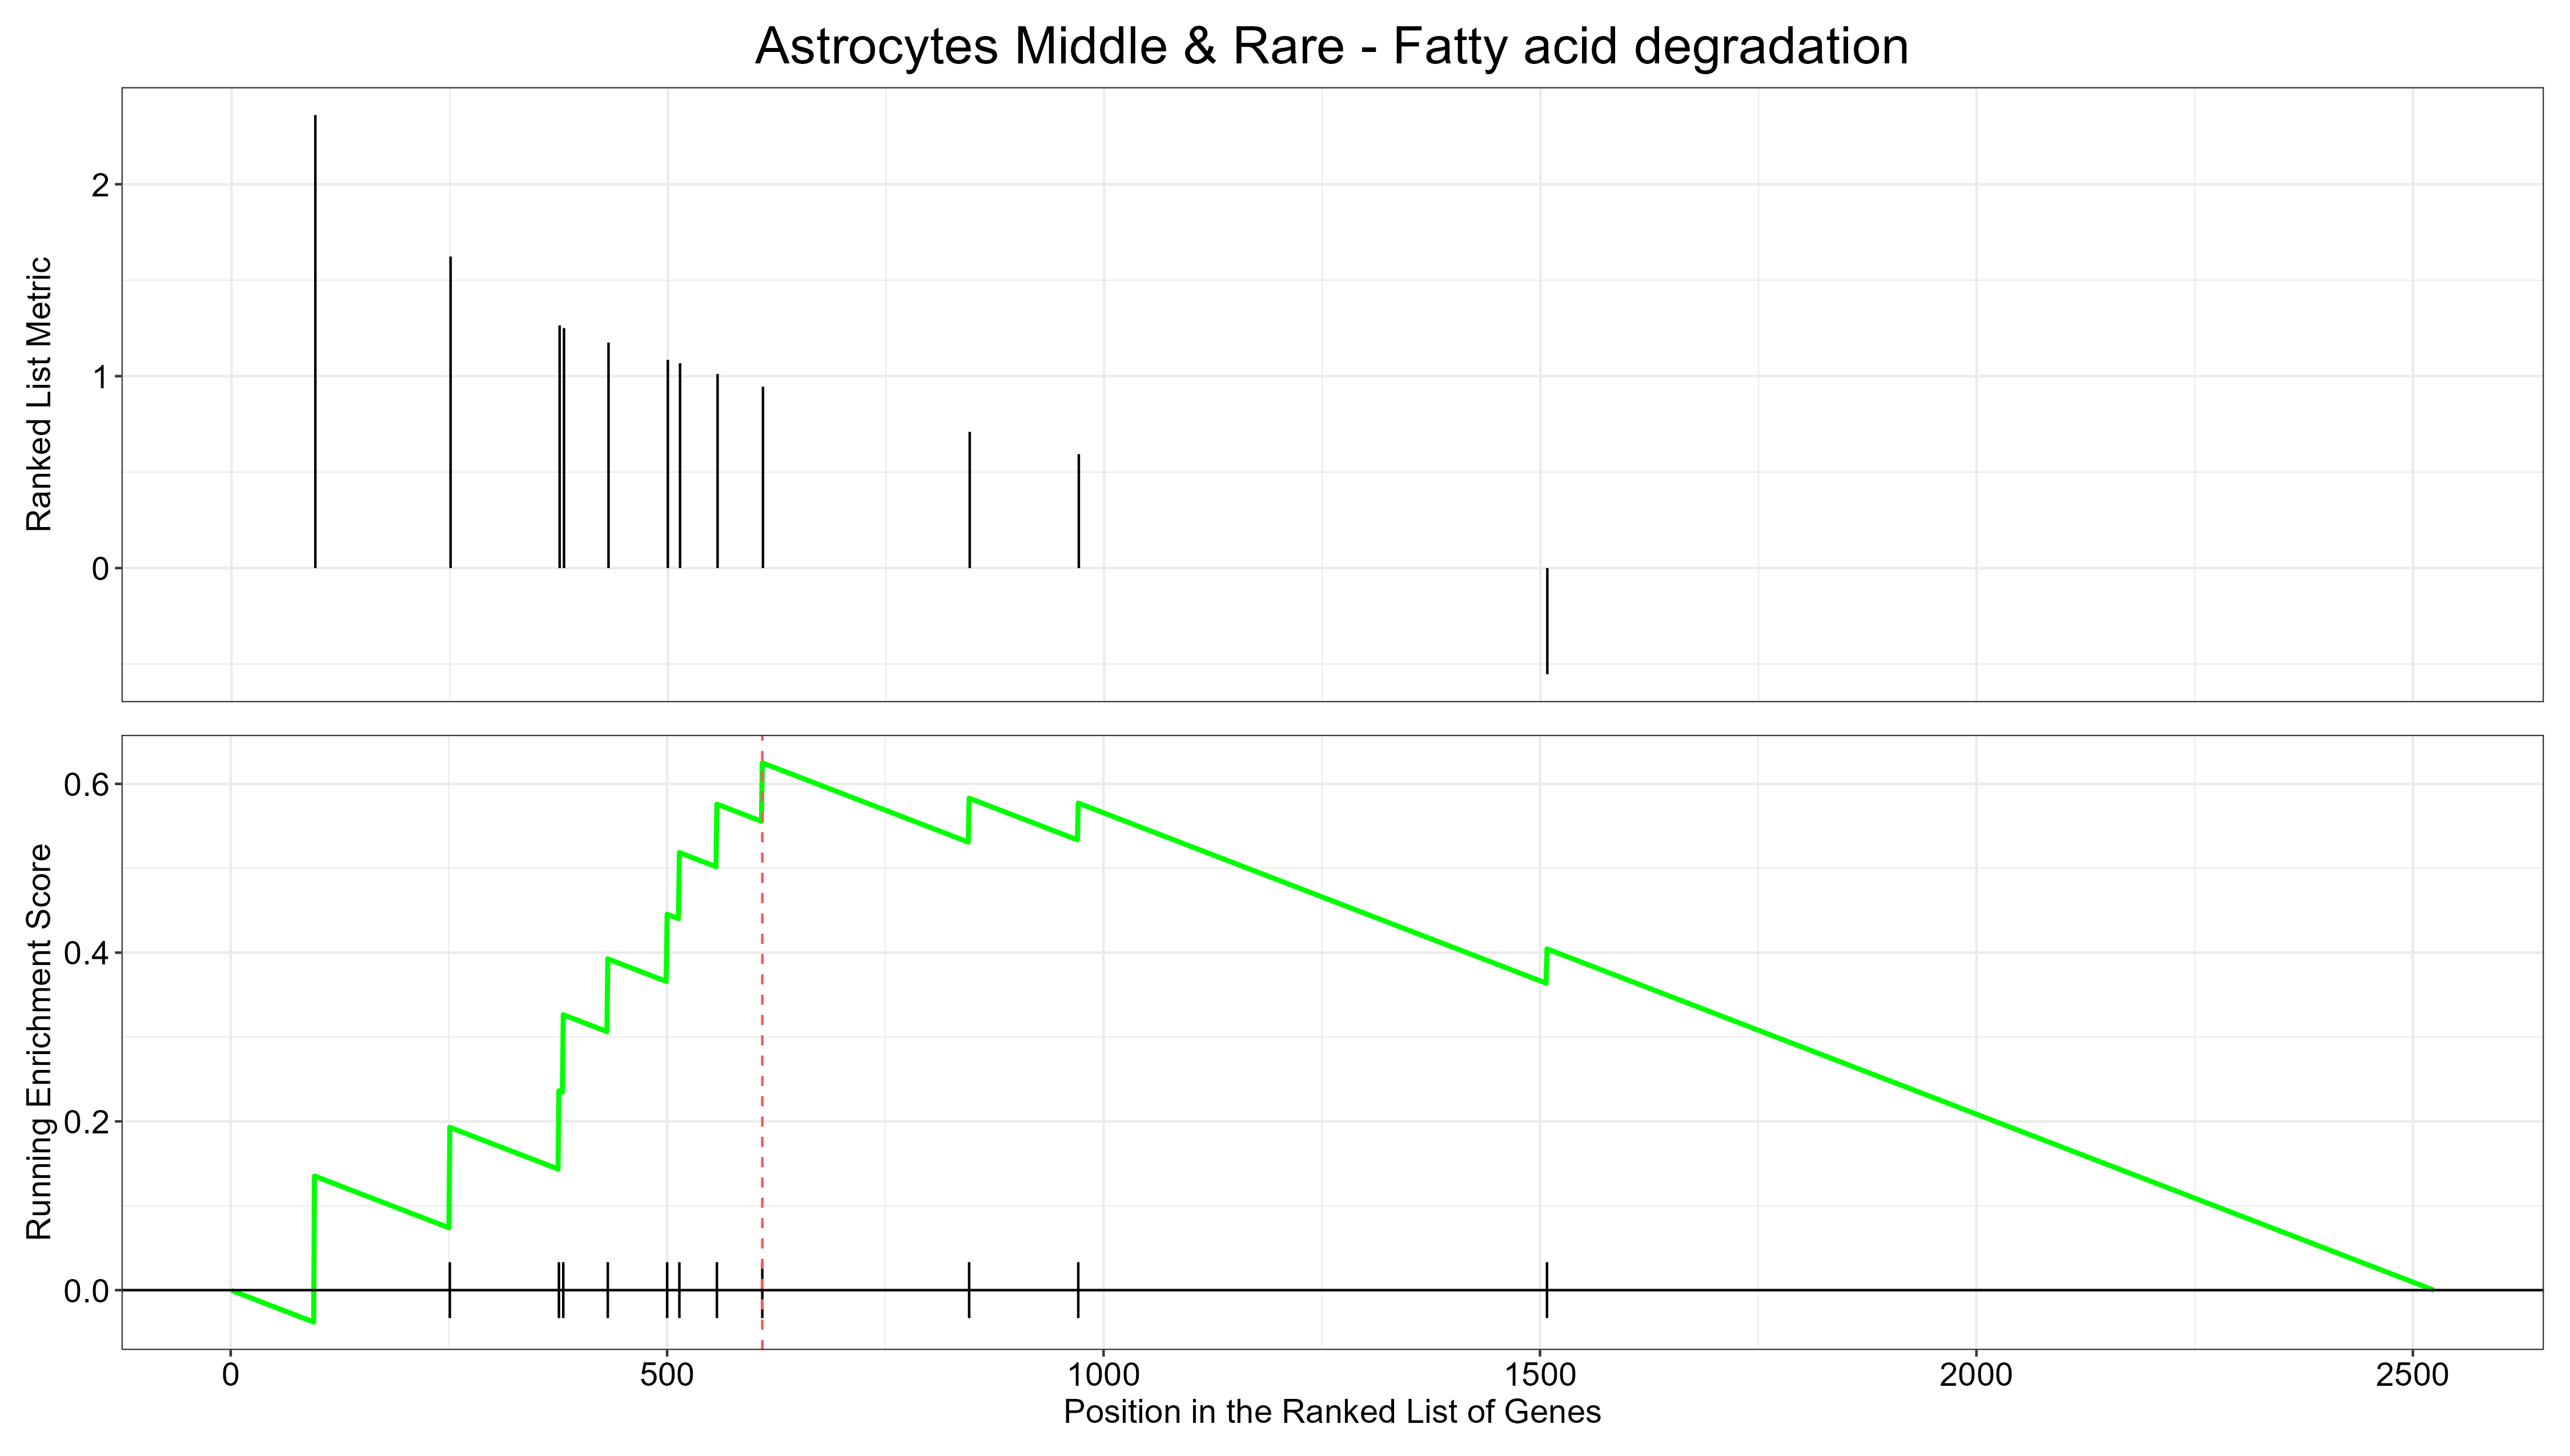 Astrocytes Middle & Rare - Fatty acid degradation
Ranked List Metric
2
1
0
Running Enrichment Score
0.6
0.4
0.2
0.0
0 500 1000 1500 2000 2500
Position in the Ranked List of Genes